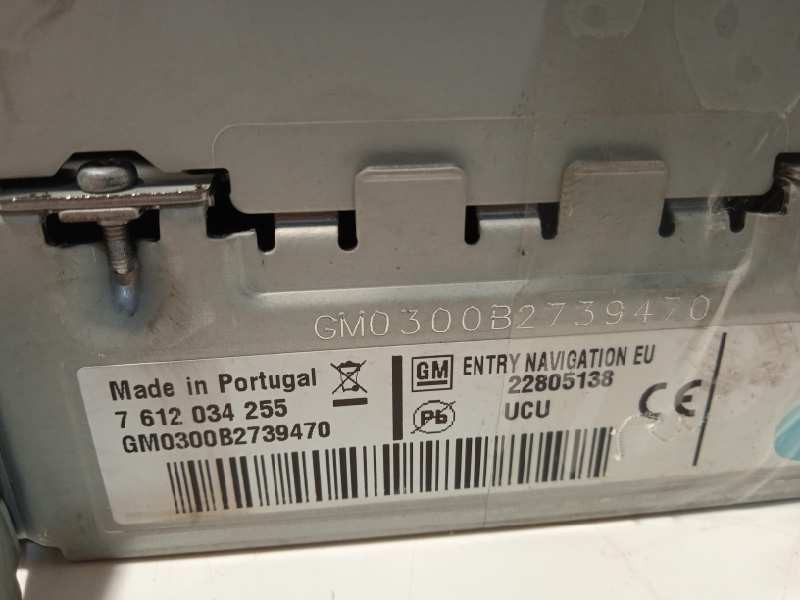 GM0300B2739470
Made in Portugal
7 612 034 255
GM0300B2739470
GM
ENTRY NAVIGATION EU
22805138
Pb
UCU
CE